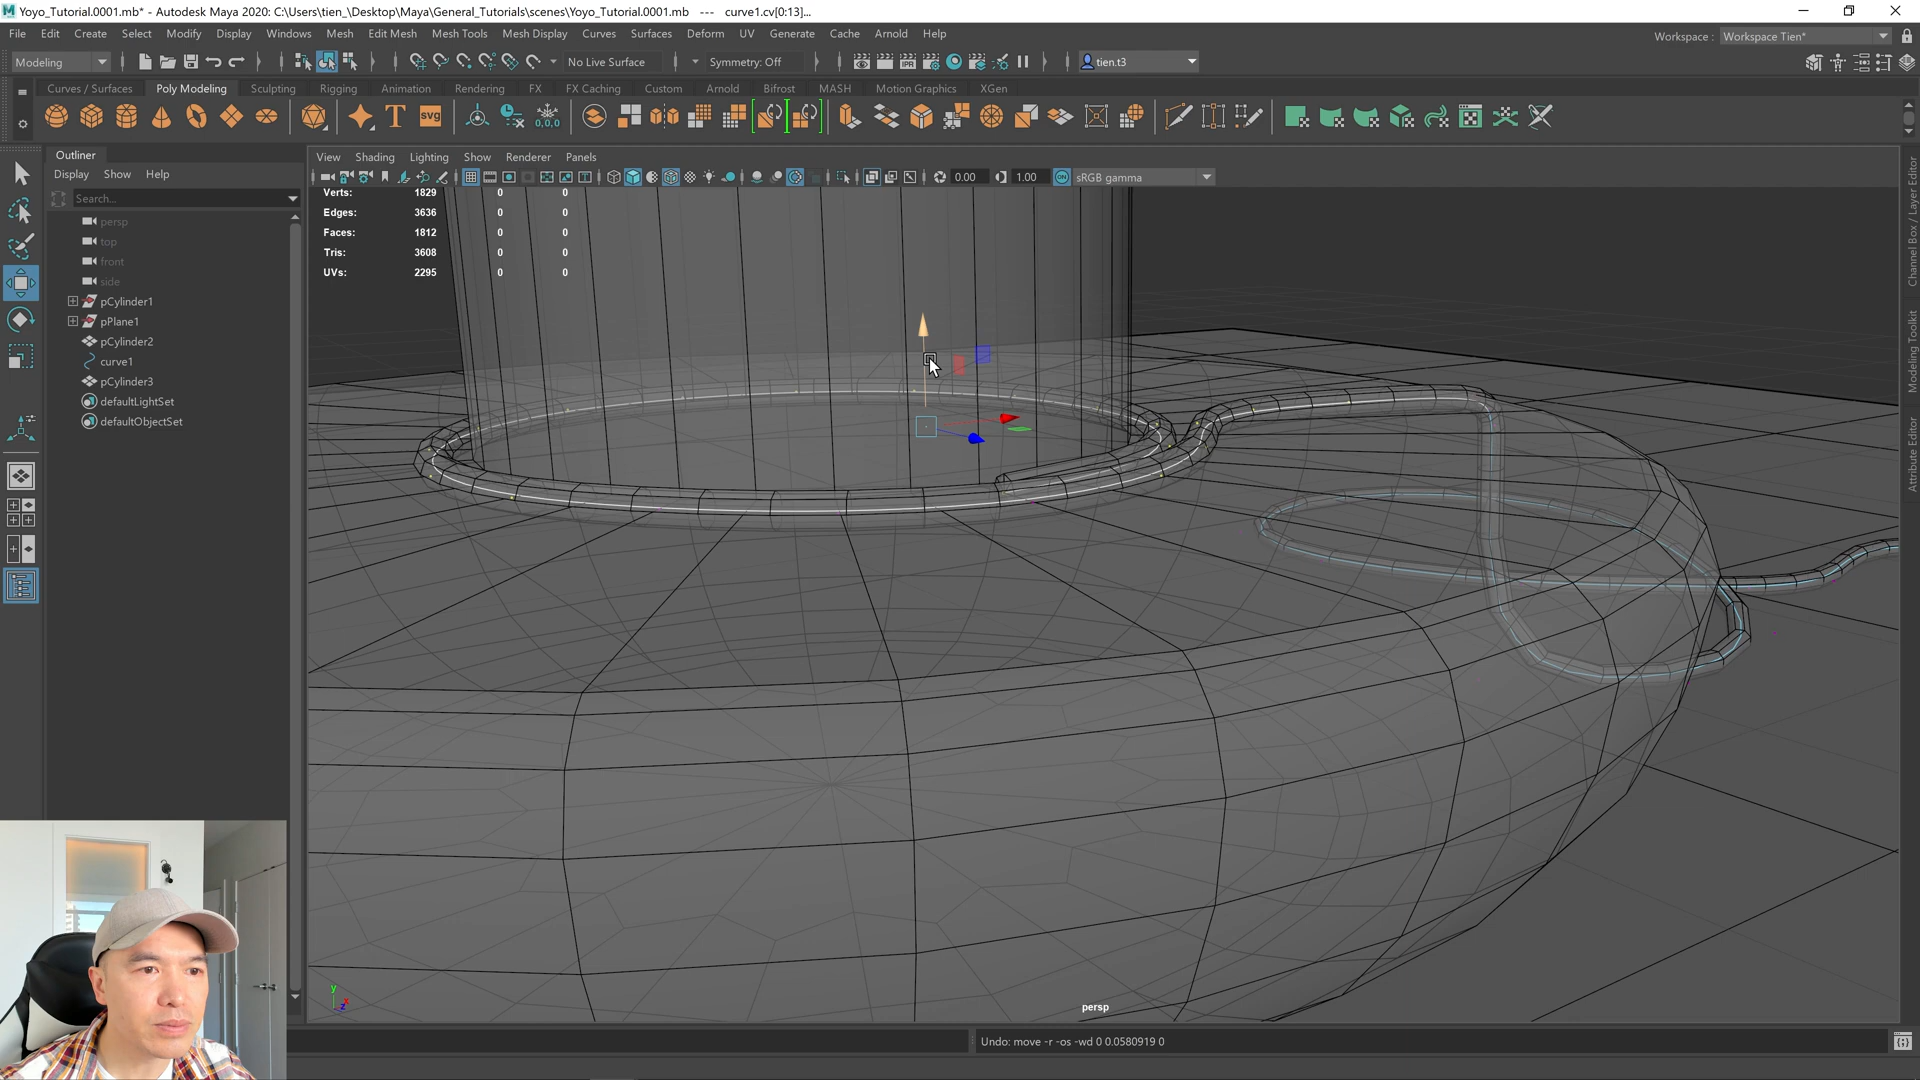 Yoyo_Tutorial.0001.mb* - Autodesk Maya 2020: C:\Users\tien_\Desktop\Maya\General_Tutorials\scenes\Yoyo_Tutorial.0001.mb   ---   curve1.cv[0:13]...
File Edit Create Select Modify Display Windows Mesh Edit Mesh Mesh Tools Mesh Display Curves Surfaces Deform UV Generate Cache Arnold Help
Workspace : Workspace Tien*
Modeling No Live Surface Symmetry: Off tien.t3
Curves / Surfaces Poly Modeling Sculpting Rigging Animation Rendering FX FX Caching Custom Arnold Bifrost MASH Motion Graphics XGen
T svg 0,0,0
Outliner
Display Show Help
Search...
persp
top
front
side
pCylinder1
pPlane1
pCylinder2
curve1
pCylinder3
defaultLightSet
defaultObjectSet
View Shading Lighting Show Renderer Panels
0.00 1.00 sRGB gamma
Verts: 1829 0 0
Edges: 3636 0 0
Faces: 1812 0 0
Tris: 3608 0 0
UVs: 2295 0 0
Channel Box / Layer Editor
Modeling Toolkit
Attribute Editor
y
x
z
persp
Undo: move -r -os -wd 0 0.0580919 0